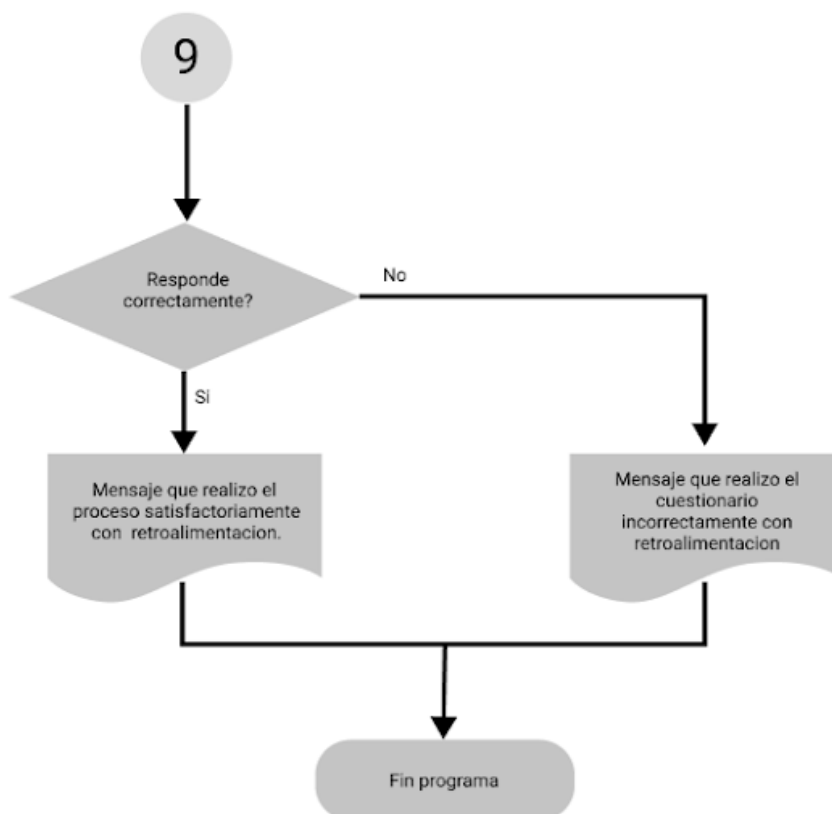 9
Responde
correctamente?
No
Si
Mensaje que realizo el
proceso satisfactoriamente
con retroalimentacion.
Mensaje que realizo el
cuestionario
incorrectamente con
retroalimentacion
Fin programa